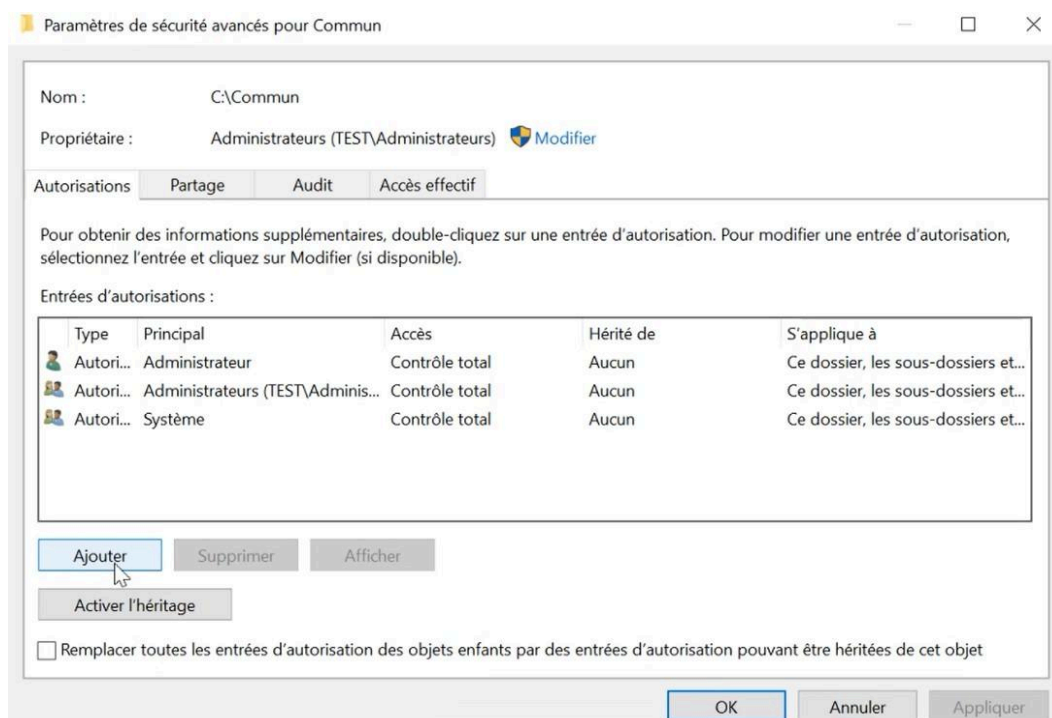 Paramètres de sécurité avancés pour Commun
Nom : C:\Commun
Propriétaire : Administrateurs (TEST\Administrateurs) Modifier
Autorisations Partage Audit Accès effectif
Pour obtenir des informations supplémentaires, double-cliquez sur une entrée d'autorisation. Pour modifier une entrée d'autorisation,
sélectionnez l'entrée et cliquez sur Modifier (si disponible).
Entrées d'autorisations :
Type Principal Accès Hérité de S'applique à
Autori... Administrateur Contrôle total Aucun Ce dossier, les sous-dossiers et...
Autori... Administrateurs (TEST\Adminis... Contrôle total Aucun Ce dossier, les sous-dossiers et...
Autori... Système Contrôle total Aucun Ce dossier, les sous-dossiers et...
Ajouter Supprimer Afficher
Activer l'héritage
Remplacer toutes les entrées d'autorisation des objets enfants par des entrées d'autorisation pouvant être héritées de cet objet
OK Annuler Appliquer